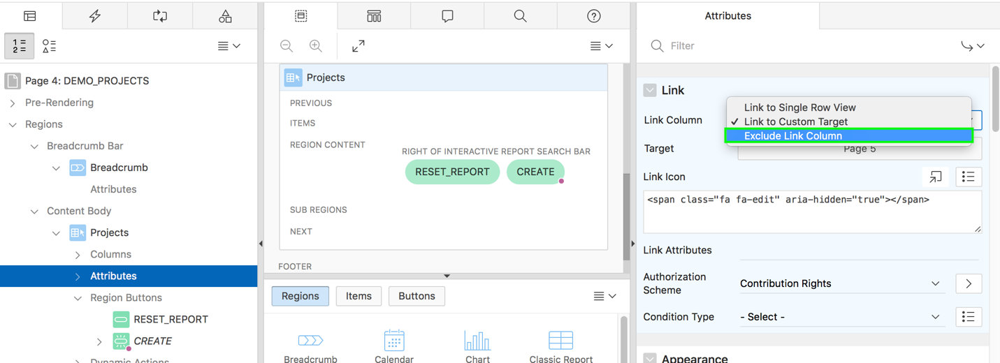 Page 4: DEMO_PROJECTS
Pre-Rendering
Regions
Breadcrumb Bar
Breadcrumb
Attributes
Content Body
Projects
Columns
Attributes
Region Buttons
RESET_REPORT
CREATE
Dynamic Actions
Projects
PREVIOUS
ITEMS
REGION CONTENT
RIGHT OF INTERACTIVE REPORT SEARCH BAR
RESET_REPORT CREATE
SUB REGIONS
NEXT
FOOTER
Regions Items Buttons
Breadcrumb Calendar Chart Classic Report
Attributes
Filter
Link
Link Column
Link to Single Row View
✓ Link to Custom Target
Exclude Link Column
Target Page 5
Link Icon
<span class="fa fa-edit" aria-hidden="true"></span>
Link Attributes
Authorization
Scheme
Contribution Rights
Condition Type - Select -
Appearance